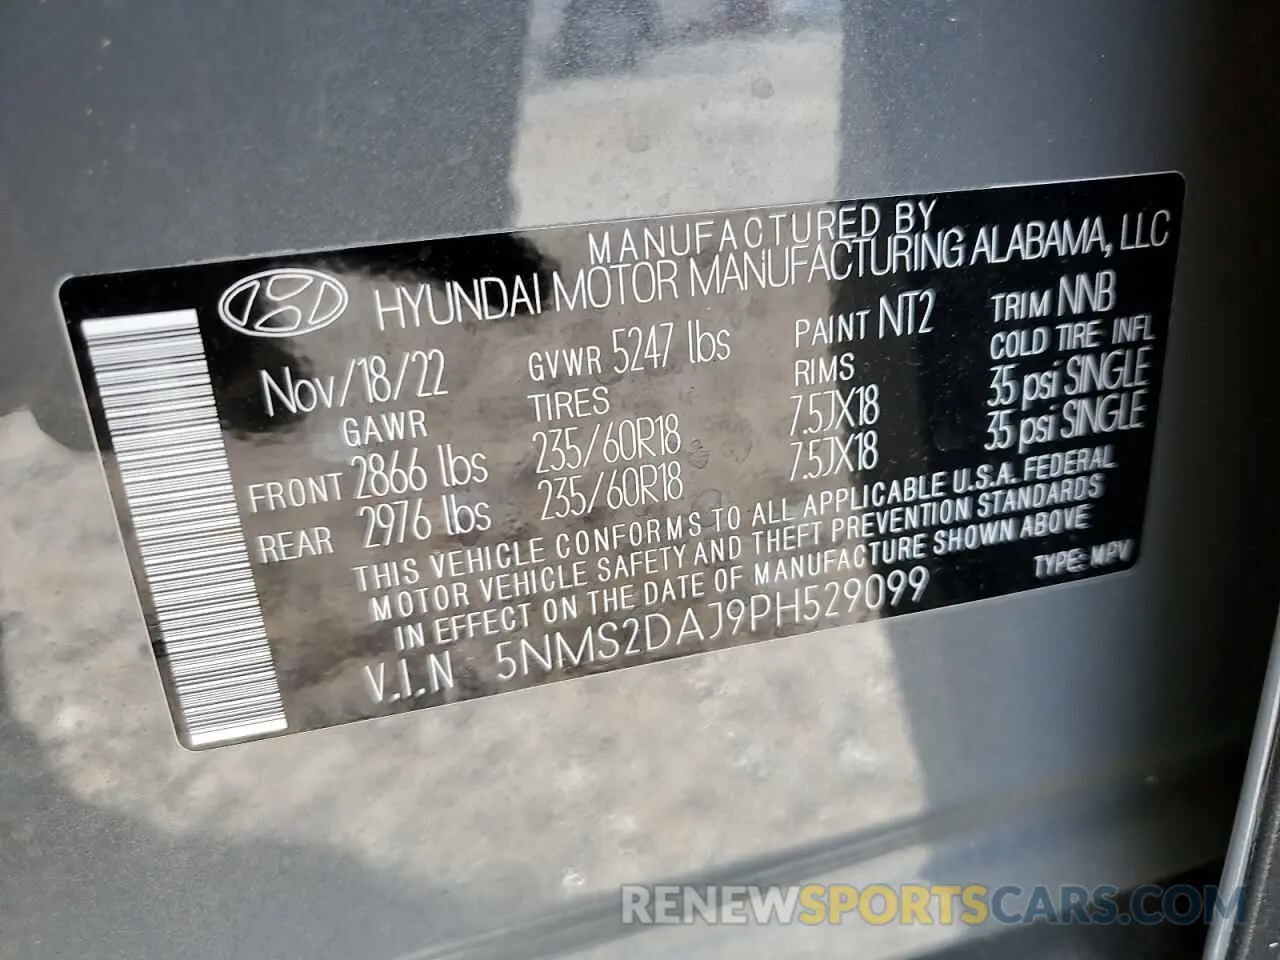 MANUFACTURED BY
HYUNDAI MOTOR MANUFACTURING ALABAMA, LLC
Nov/18/22 GVWR 5247 lbs PAINT NT2 TRIM NNB
GAWR TIRES RIMS COLD TIRE INFL
FRONT 2866 lbs 235/60R18 7.5JX18 35 psi SINGLE
REAR 2976 lbs 235/60R18 7.5JX18 35 psi SINGLE
THIS VEHICLE CONFORMS TO ALL APPLICABLE U.S.A. FEDERAL
MOTOR VEHICLE SAFETY AND THEFT PREVENTION STANDARDS
IN EFFECT ON THE DATE OF MANUFACTURE SHOWN ABOVE
V.I.N 5NMS2DAJ9PH529099 TYPE: MPV
RENEWSPORTSCARS.COM